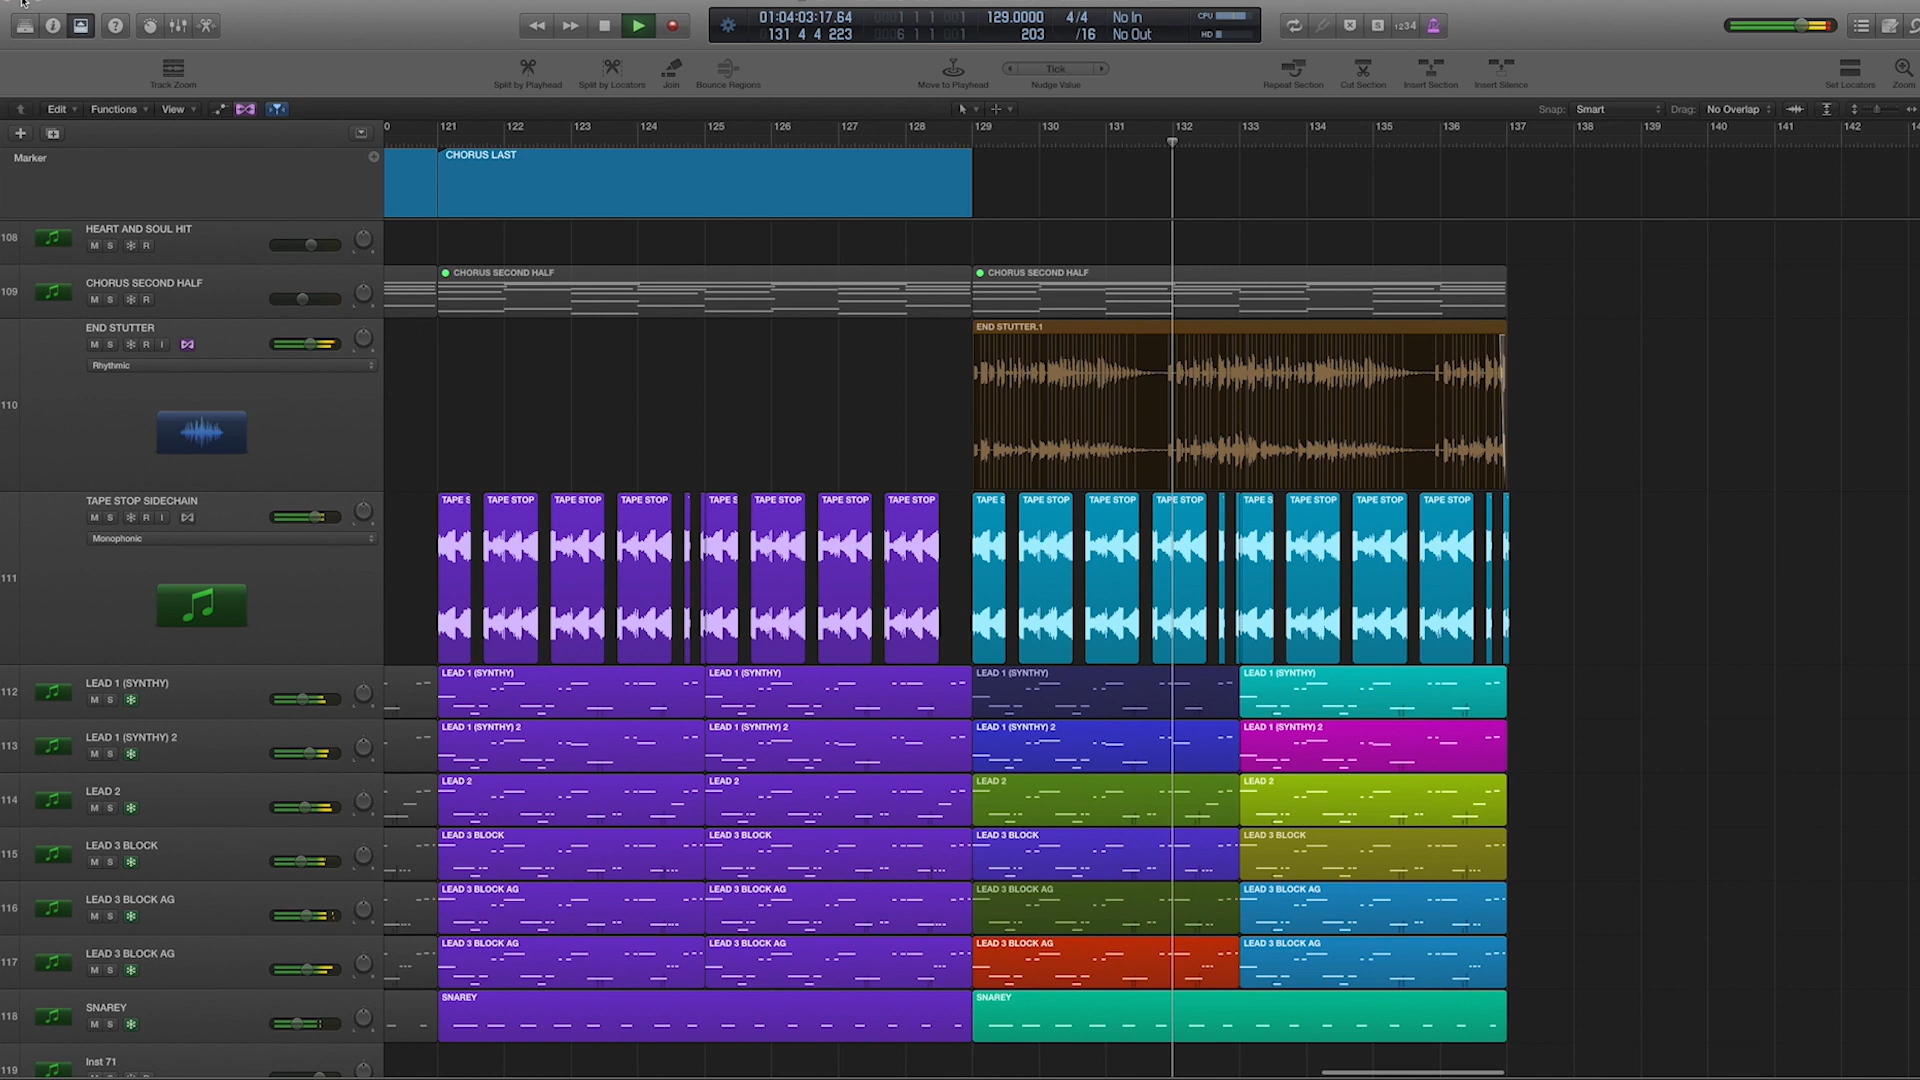 01:04:03:17.64 129.0000 4/4 No In CPU
131 4 4 223 203 /16 No Out HD
1234
Track Zoom Split by Playhead Split by Locators Join Bounce Regions Move to Playhead Tick Nudge Value Repeat Section Cut Section Insert Section Insert Silence Set Locators Zoom
Edit Functions View Snap: Smart Drag: No Overlap
0 121 122 123 124 125 126 127 128 129 130 131 132 133 134 135 136 137 138 139 140 141 142 14
Marker CHORUS LAST
108 HEART AND SOUL HIT
M S R
109 CHORUS SECOND HALF CHORUS SECOND HALF CHORUS SECOND HALF
M S R
END STUTTER END STUTTER.1
M S R I
Rhythmic
110
TAPE STOP SIDECHAIN TAPE S TAPE STOP TAPE STOP TAPE STOP TAPE S TAPE STOP TAPE STOP TAPE STOP TAPE S TAPE STOP TAPE STOP TAPE STOP TAPE S TAPE STOP TAPE STOP TAPE STOP
M S R I
Monophonic
111
112 LEAD 1 (SYNTHY) LEAD 1 (SYNTHY) LEAD 1 (SYNTHY) LEAD 1 (SYNTHY) LEAD 1 (SYNTHY)
M S
113 LEAD 1 (SYNTHY) 2 LEAD 1 (SYNTHY) 2 LEAD 1 (SYNTHY) 2 LEAD 1 (SYNTHY) 2 LEAD 1 (SYNTHY) 2
M S
114 LEAD 2 LEAD 2 LEAD 2 LEAD 2 LEAD 2
M S
115 LEAD 3 BLOCK LEAD 3 BLOCK LEAD 3 BLOCK LEAD 3 BLOCK LEAD 3 BLOCK
M S
116 LEAD 3 BLOCK AG LEAD 3 BLOCK AG LEAD 3 BLOCK AG LEAD 3 BLOCK AG LEAD 3 BLOCK AG
M S
117 LEAD 3 BLOCK AG LEAD 3 BLOCK AG LEAD 3 BLOCK AG LEAD 3 BLOCK AG LEAD 3 BLOCK AG
M S
118 SNAREY SNAREY SNAREY
M S
119 Inst 71